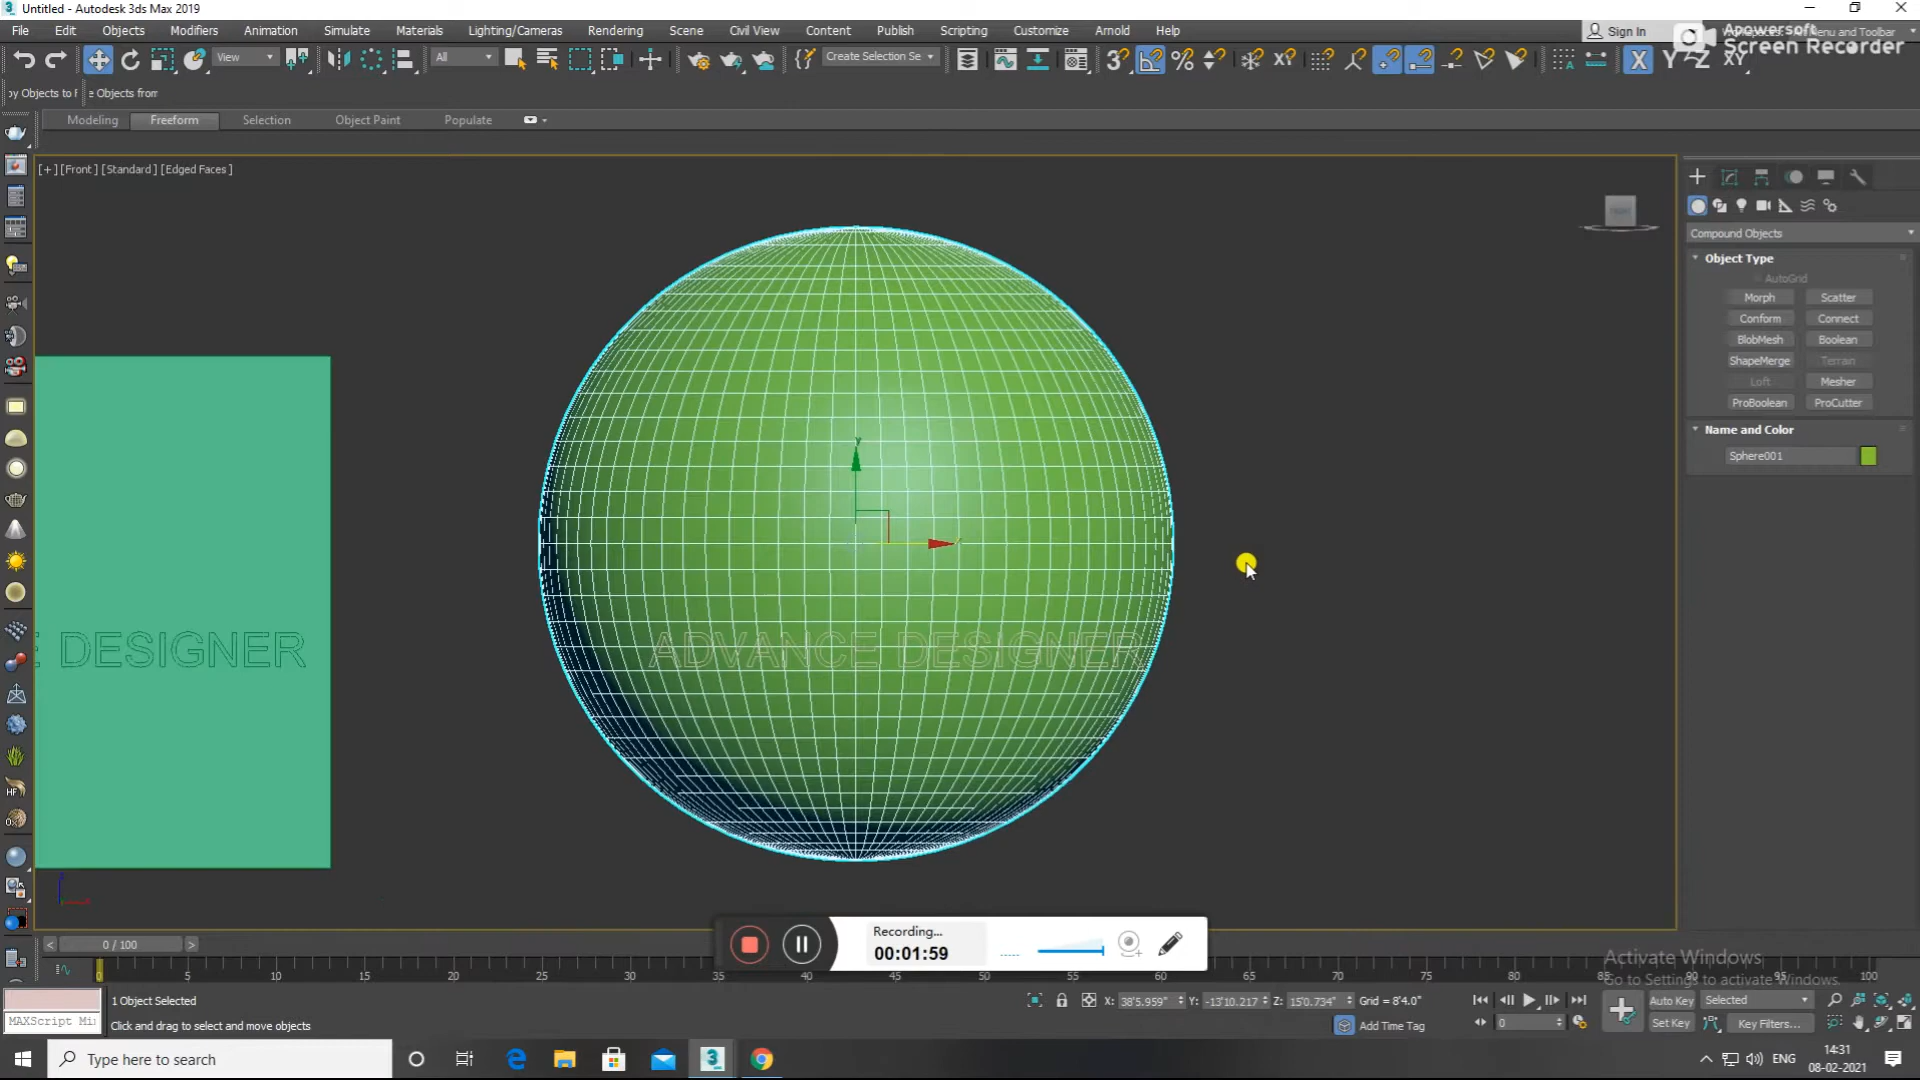 Untitled - Autodesk 3ds Max 2019
File Edit Objects Modifiers Animation Simulate Materials Lighting/Cameras Rendering Scene Civil View Content Publish Scripting Customize Arnold Help
Sign In
Apowersoft
Screen Recorder
View
All
Create Selection Se
X Y Z XY
by Objects to F
e Objects from
Modeling Freeform Selection Object Paint Populate
[+] [Front] [Standard] [Edged Faces]
Compound Objects
Object Type
AutoGrid
Morph Scatter
Conform Connect
BlobMesh Boolean
ShapeMerge Terrain
Loft Mesher
ProBoolean ProCutter
Name and Color
Sphere001
E DESIGNER
ADVANCE DESIGNER
Recording...
00:01:59
Activate Windows
Go to Settings to activate Windows.
0 / 100
0 5 10 15 20 25 30 35 40 45 50 55 60 65 70 75 80 85 90 95 100
1 Object Selected
X: 38'5.959" Y: -13'10.217 Z: 15'0.734" Grid = 8'4.0"
Auto Key Selected
MAXScript Mi
Click and drag to select and move objects
Add Time Tag
0
Set Key Key Filters...
Type here to search
ENG
14:31
08-02-2021